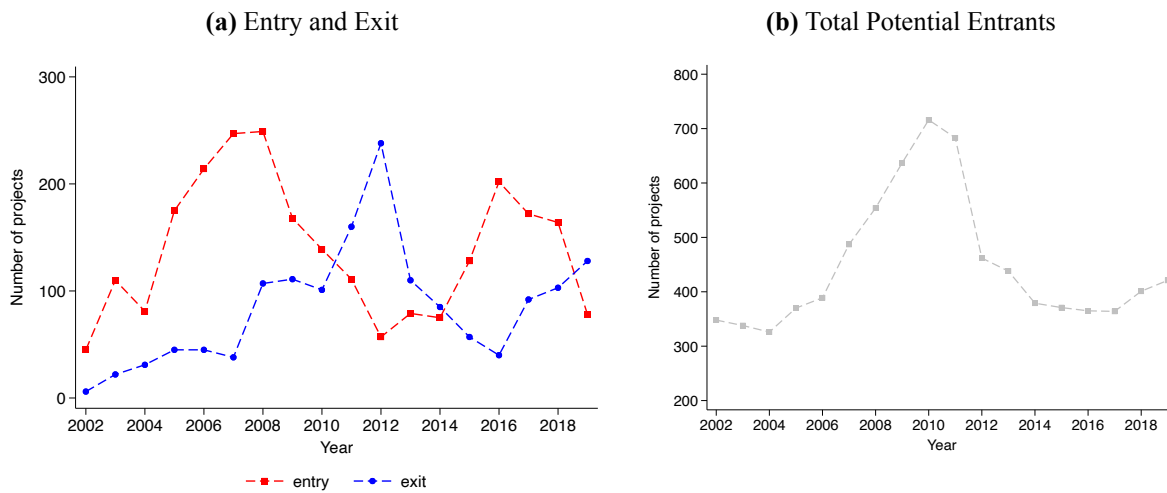 (a) Entry and Exit
300
200
100
0
Number of projects
2002 2004 2006 2008 2010 2012 2014 2016 2018
Year
entry exit
(b) Total Potential Entrants
800
700
600
500
400
300
200
Number of projects
2002 2004 2006 2008 2010 2012 2014 2016 2018
Year